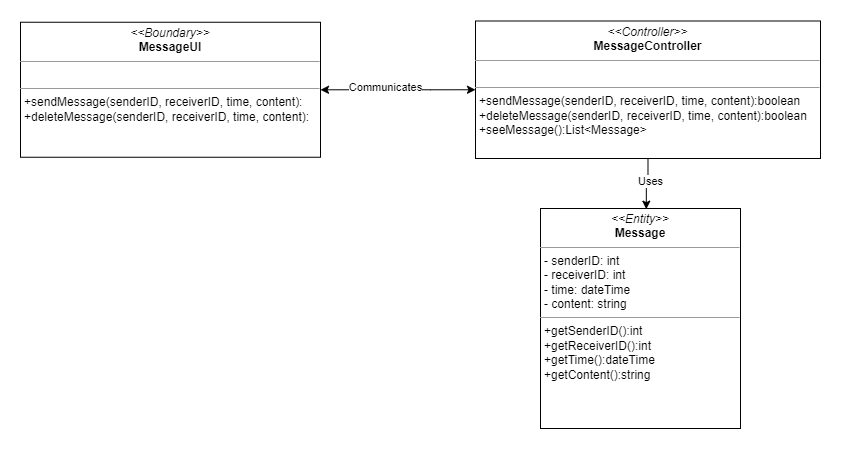 <<Boundary>>
MessageUI
+sendMessage(senderID, receiverID, time, content):
+deleteMessage(senderID, receiverID, time, content):
Communicates
<<Controller>>
MessageController
+sendMessage(senderID, receiverID, time, content):boolean
+deleteMessage(senderID, receiverID, time, content):boolean
+seeMessage():List<Message>
Uses
<<Entity>>
Message
- senderID: int
- receiverID: int
- time: dateTime
- content: string
+getSenderID():int
+getReceiverID():int
+getTime():dateTime
+getContent():string